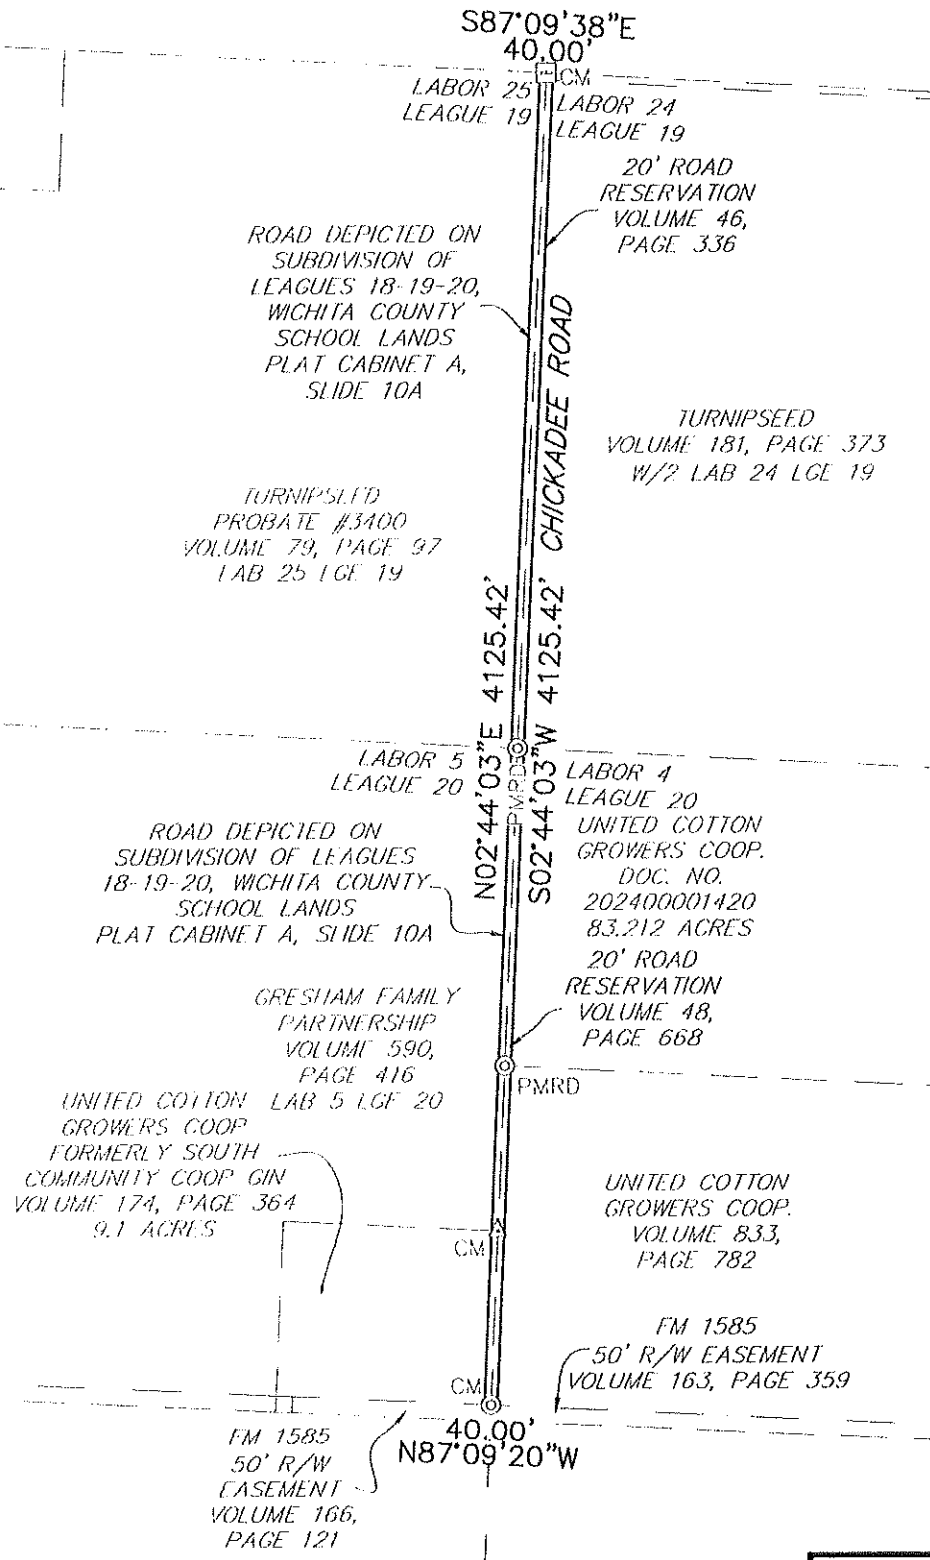 S87°09'38"E
40.00'
CM
LABOR 25
LEAGUE 19
LABOR 24
LEAGUE 19
20' ROAD
RESERVATION
VOLUME 46,
PAGE 336
ROAD DEPICTED ON
SUBDIVISION OF
LEAGUES 18-19-20,
WICHITA COUNTY
SCHOOL LANDS
PLAT CABINET A,
SLIDE 10A
CHICKADEE ROAD
TURNIPSEED
VOLUME 181, PAGE 373
W/2 LAB 24 LGE 19
TURNIPSEED
PROBATE #3400
VOLUME 79, PAGE 97
LAB 25 LGE 19
N02°44'03"E 4125.42'
S02°44'03"W 4125.42'
PMRD
LABOR 5
LEAGUE 20
LABOR 4
LEAGUE 20
UNITED COTTON
GROWERS COOP.
DOC. NO.
202400001420
83.212 ACRES
ROAD DEPICTED ON
SUBDIVISION OF LEAGUES
18-19-20, WICHITA COUNTY
SCHOOL LANDS
PLAT CABINET A, SLIDE 10A
20' ROAD
RESERVATION
VOLUME 48,
PAGE 668
GRESHAM FAMILY
PARTNERSHIP
VOLUME 590,
PAGE 416
LAB 5 LGE 20
PMRD
UNITED COTTON
GROWERS COOP
FORMERLY SOUTH
COMMUNITY COOP GIN
VOLUME 174, PAGE 364
9.1 ACRES
CM
UNITED COTTON
GROWERS COOP.
VOLUME 833,
PAGE 782
FM 1585
50' R/W EASEMENT
VOLUME 163, PAGE 359
CM
40.00'
N87°09'20"W
FM 1585
50' R/W
EASEMENT
VOLUME 166,
PAGE 121